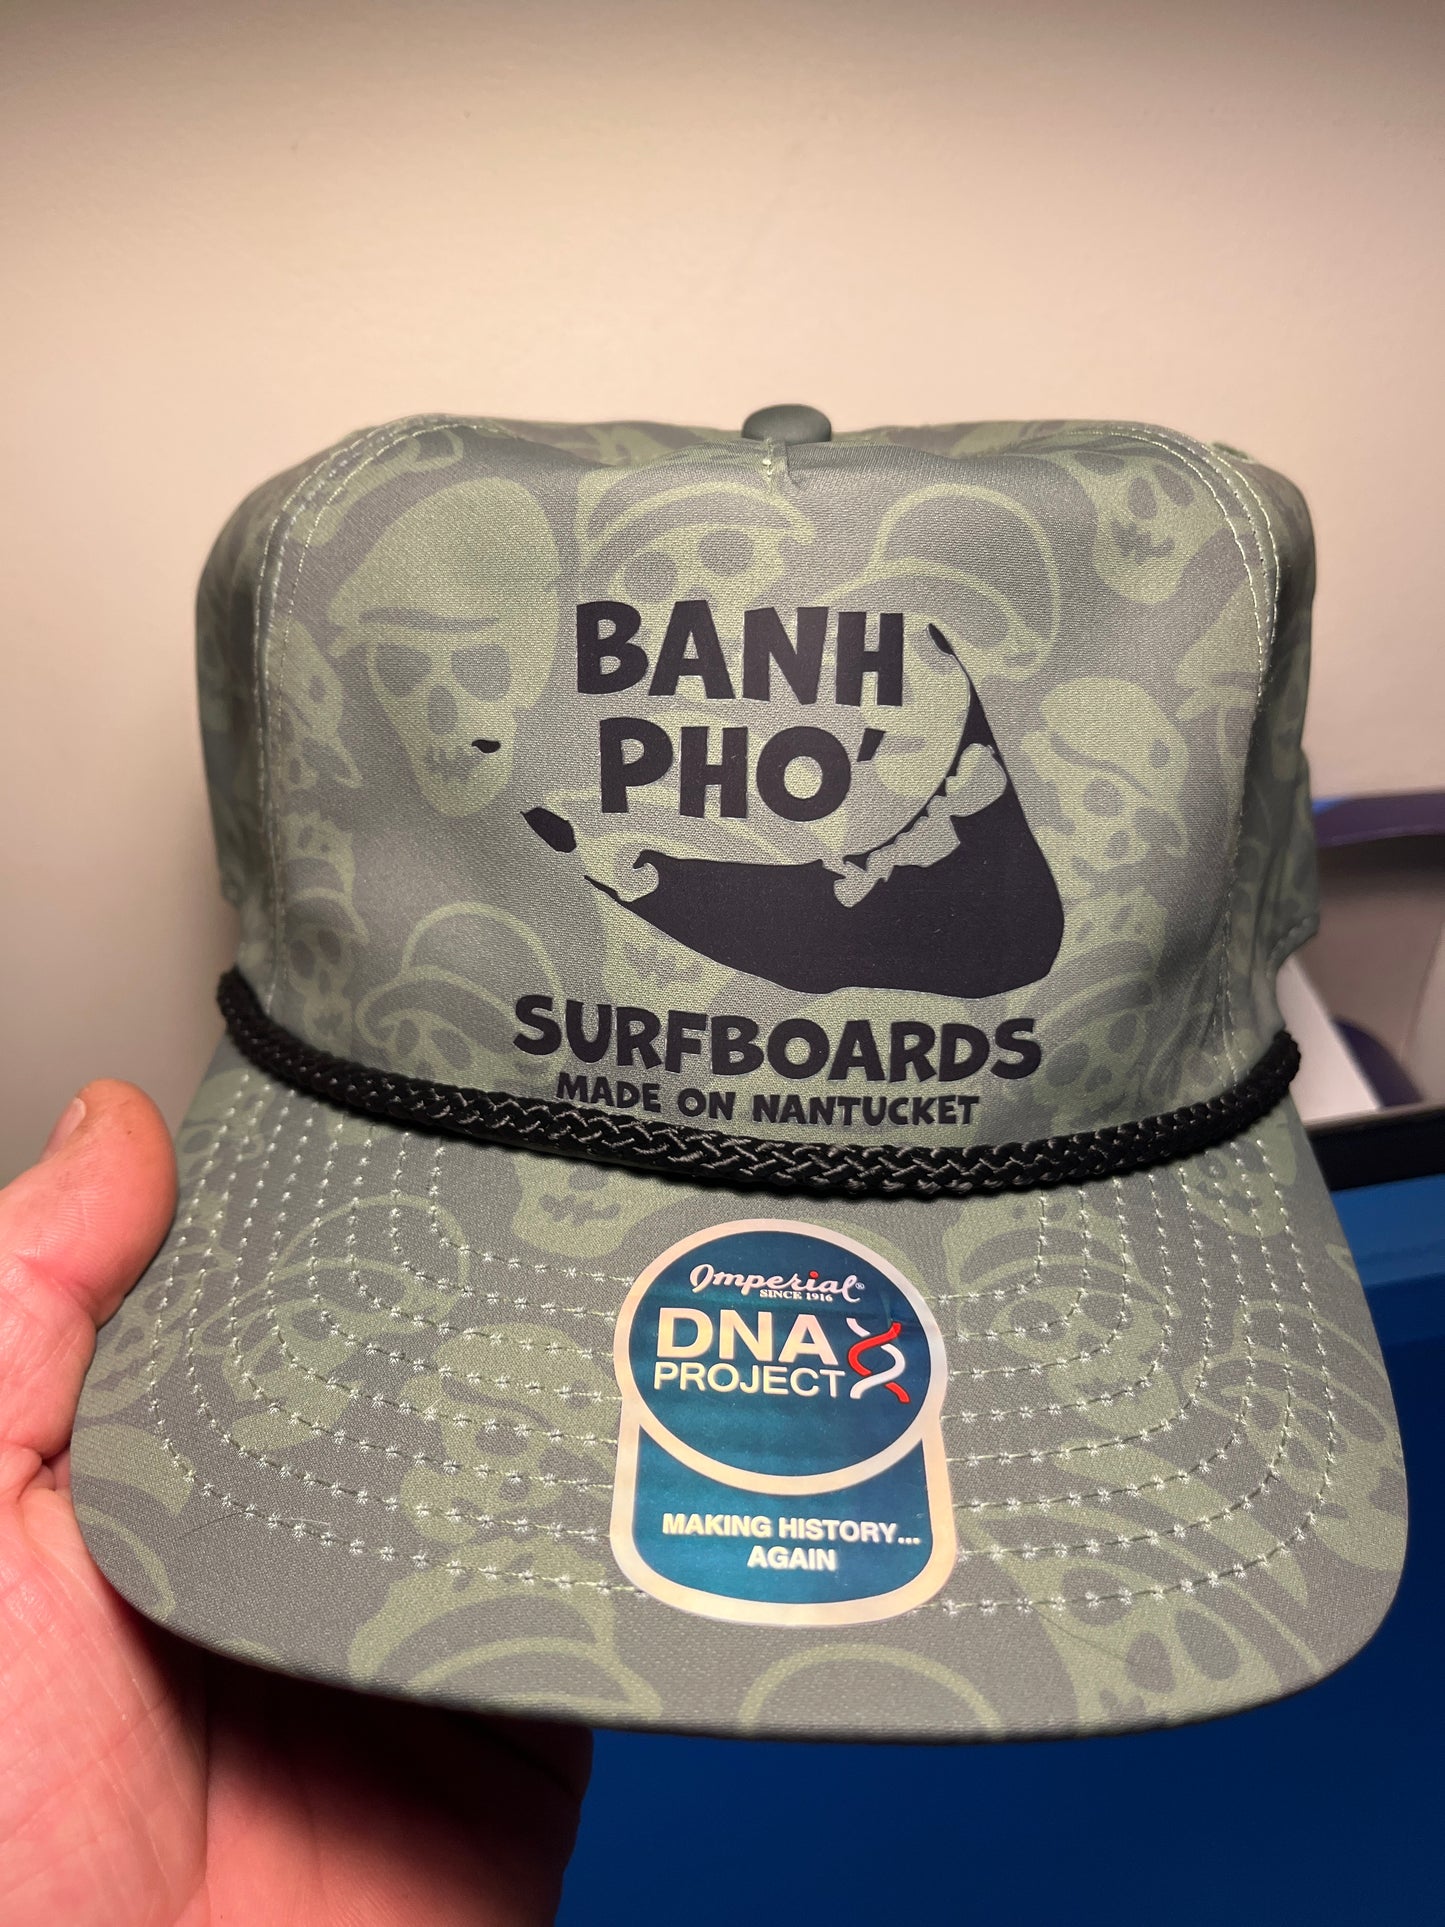 BANH
PHO'
SURFBOARDS
MADE ON NANTUCKET
Imperial®
SINCE 1916
DNA
PROJECT
MAKING HISTORY...
AGAIN